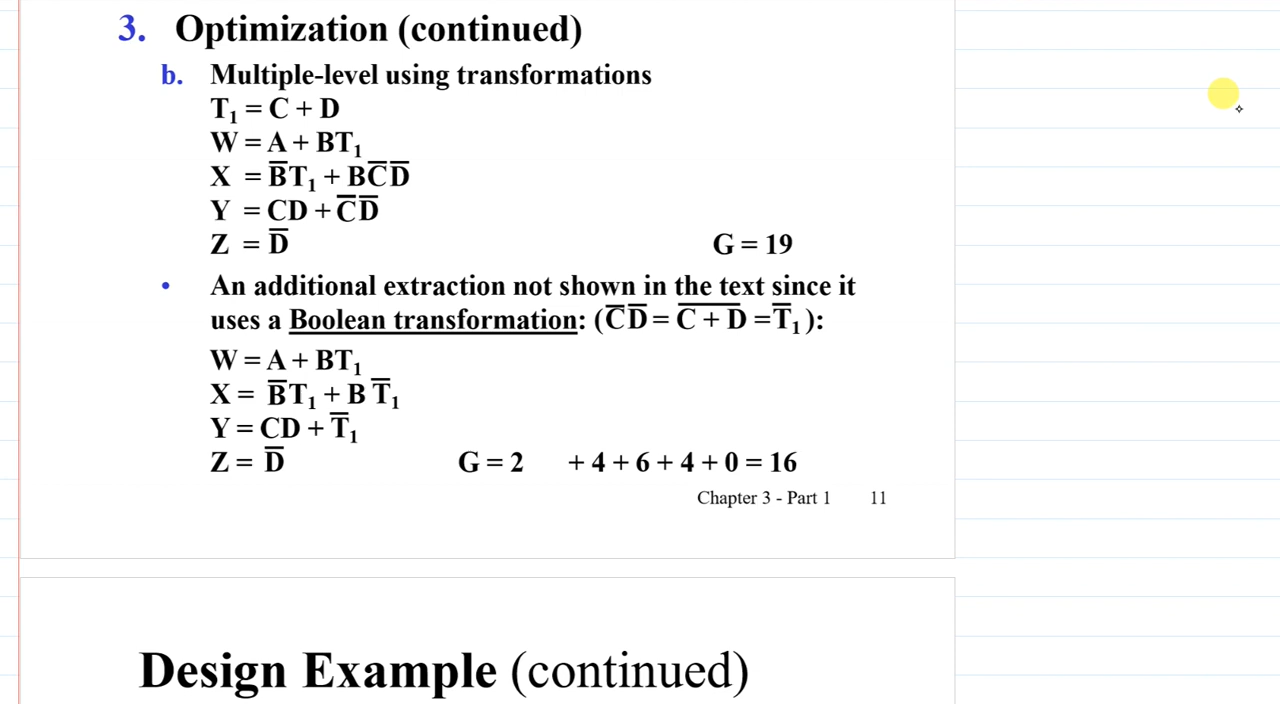 3. Optimization (continued)
b. Multiple-level using transformations
T₁ = C + D
W = A + BT₁
X = B̅T₁ + BC̅D̅
Y = CD + C̅D̅
Z = D̅ G = 19
• An additional extraction not shown in the text since it
uses a Boolean transformation: (C̅D̅ = C̅ ̅+̅ ̅D̅ = T̅₁ ):
W = A + BT₁
X = B̅T₁ + B T̅₁
Y = CD + T̅₁
Z = D̅ G = 2 + 4 + 6 + 4 + 0 = 16
Chapter 3 - Part 1 11
Design Example (continued)